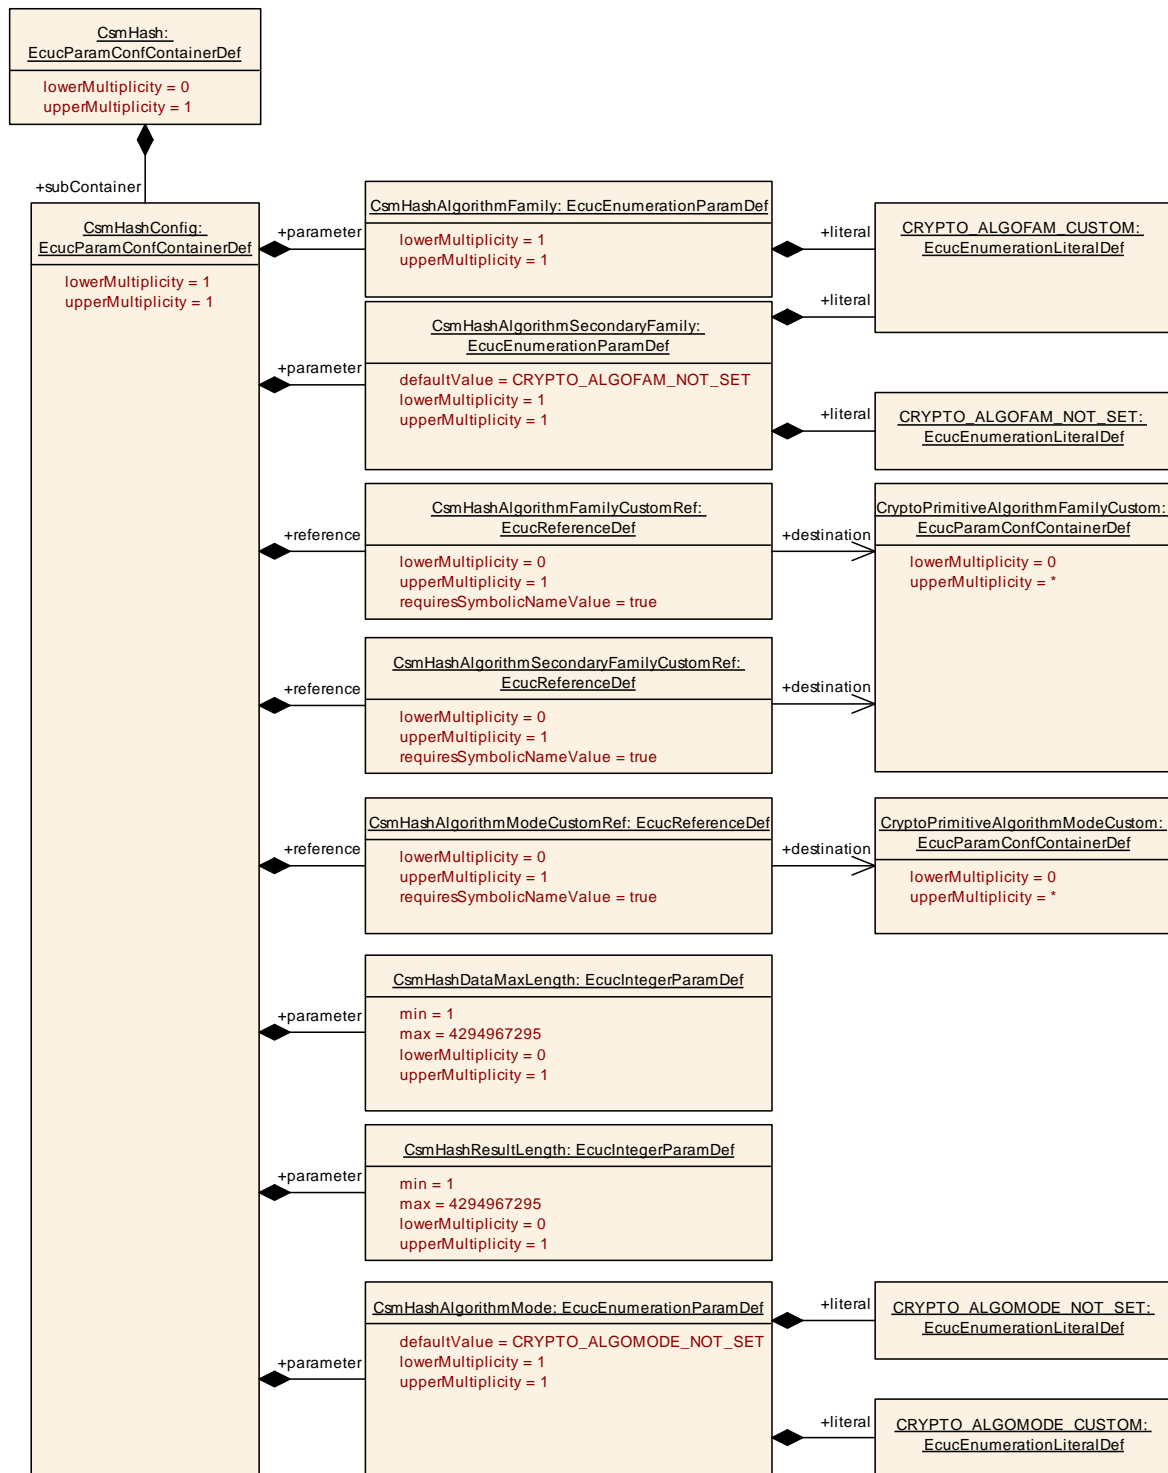 CsmHash:
EcucParamConfContainerDef
lowerMultiplicity = 0
upperMultiplicity = 1
+subContainer
CsmHashConfig:
EcucParamConfContainerDef
lowerMultiplicity = 1
upperMultiplicity = 1
+parameter
CsmHashAlgorithmFamily: EcucEnumerationParamDef
lowerMultiplicity = 1
upperMultiplicity = 1
+literal
CRYPTO_ALGOFAM_CUSTOM:
EcucEnumerationLiteralDef
+literal
+parameter
CsmHashAlgorithmSecondaryFamily:
EcucEnumerationParamDef
defaultValue = CRYPTO_ALGOFAM_NOT_SET
lowerMultiplicity = 1
upperMultiplicity = 1
+literal
CRYPTO_ALGOFAM_NOT_SET:
EcucEnumerationLiteralDef
+reference
CsmHashAlgorithmFamilyCustomRef:
EcucReferenceDef
lowerMultiplicity = 0
upperMultiplicity = 1
requiresSymbolicNameValue = true
+destination
CryptoPrimitiveAlgorithmFamilyCustom:
EcucParamConfContainerDef
lowerMultiplicity = 0
upperMultiplicity = *
+reference
CsmHashAlgorithmSecondaryFamilyCustomRef:
EcucReferenceDef
lowerMultiplicity = 0
upperMultiplicity = 1
requiresSymbolicNameValue = true
+destination
+reference
CsmHashAlgorithmModeCustomRef: EcucReferenceDef
lowerMultiplicity = 0
upperMultiplicity = 1
requiresSymbolicNameValue = true
+destination
CryptoPrimitiveAlgorithmModeCustom:
EcucParamConfContainerDef
lowerMultiplicity = 0
upperMultiplicity = *
+parameter
CsmHashDataMaxLength: EcucIntegerParamDef
min = 1
max = 4294967295
lowerMultiplicity = 0
upperMultiplicity = 1
+parameter
CsmHashResultLength: EcucIntegerParamDef
min = 1
max = 4294967295
lowerMultiplicity = 0
upperMultiplicity = 1
+parameter
CsmHashAlgorithmMode: EcucEnumerationParamDef
defaultValue = CRYPTO_ALGOMODE_NOT_SET
lowerMultiplicity = 1
upperMultiplicity = 1
+literal
CRYPTO_ALGOMODE_NOT_SET:
EcucEnumerationLiteralDef
+literal
CRYPTO_ALGOMODE_CUSTOM:
EcucEnumerationLiteralDef